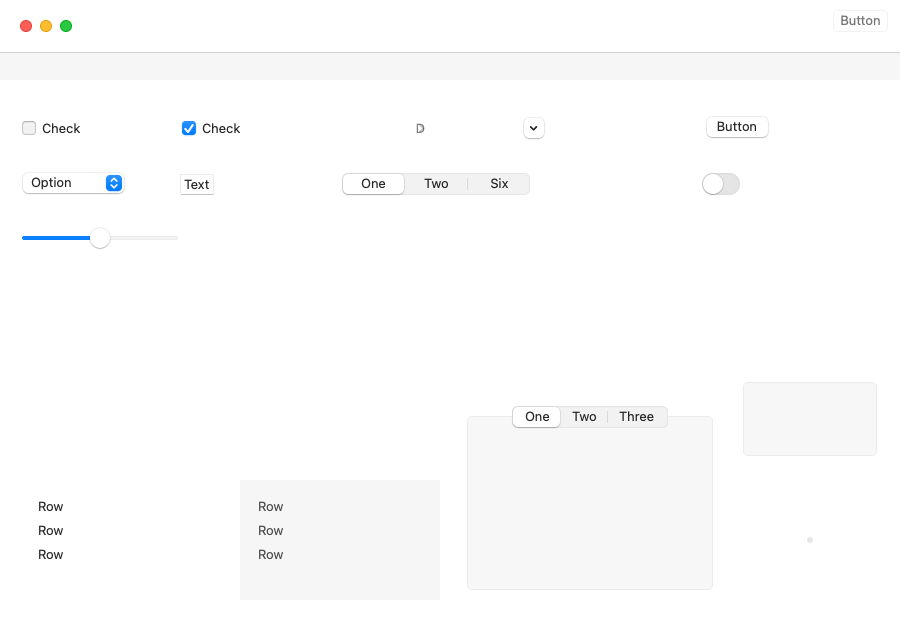 Button
Check
Check
D
Button
Option
Text
One
Two
Six
One
Two
Three
Row
Row
Row
Row
Row
Row